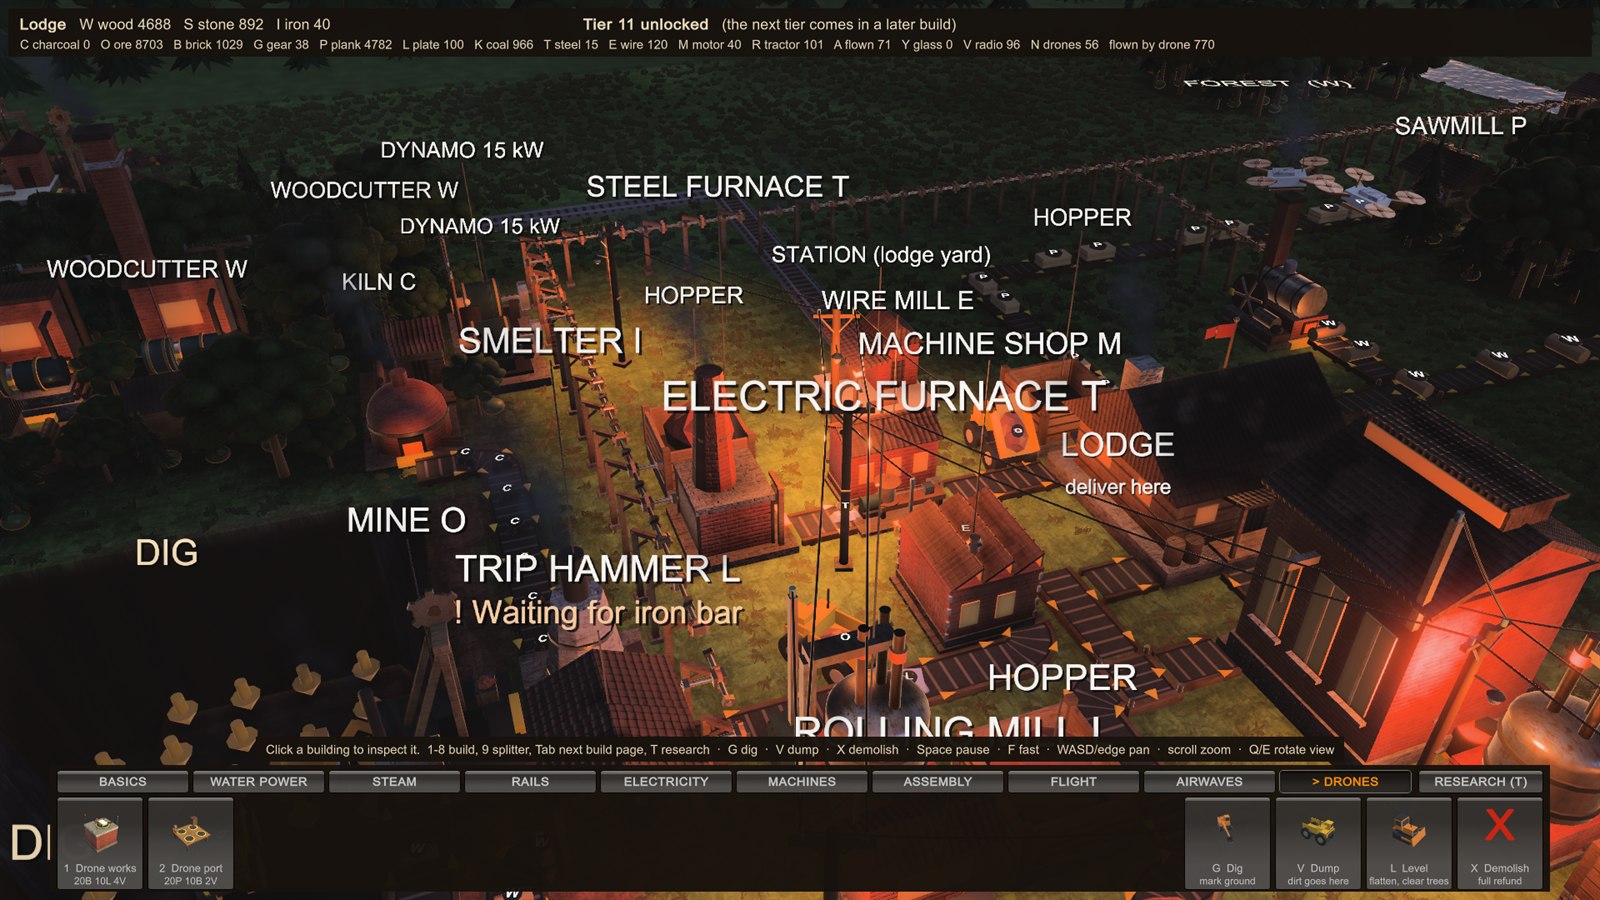 Lodge W wood 4688 S stone 892 I iron 40
Tier 11 unlocked (the next tier comes in a later build)
C charcoal 0 O ore 8703 B brick 1029 G gear 38 P plank 4782 L plate 100 K coal 966 T steel 15 E wire 120 M motor 40 R tractor 101 A flown 71 Y glass 0 V radio 96 N drones 56 flown by drone 770
FOREST (W)
SAWMILL P
DYNAMO 15 kW
WOODCUTTER W
STEEL FURNACE T
HOPPER
DYNAMO 15 kW
STATION (lodge yard)
WOODCUTTER W
KILN C
HOPPER
WIRE MILL E
SMELTER I
MACHINE SHOP M
ELECTRIC FURNACE T
LODGE
deliver here
MINE O
DIG
TRIP HAMMER L
! Waiting for iron bar
HOPPER
ROLLING MILL
Click a building to inspect it. 1-8 build, 9 splitter, Tab next build page, T research · G dig · V dump · X demolish · Space pause · F fast · WASD/edge pan · scroll zoom · Q/E rotate view
BASICS
WATER POWER
STEAM
RAILS
ELECTRICITY
MACHINES
ASSEMBLY
FLIGHT
AIRWAVES
> DRONES
RESEARCH (T)
1 Drone works
20B 10L 4V
2 Drone port
20P 10B 2V
G Dig
mark ground
V Dump
dirt goes here
L Level
flatten, clear trees
X Demolish
full refund